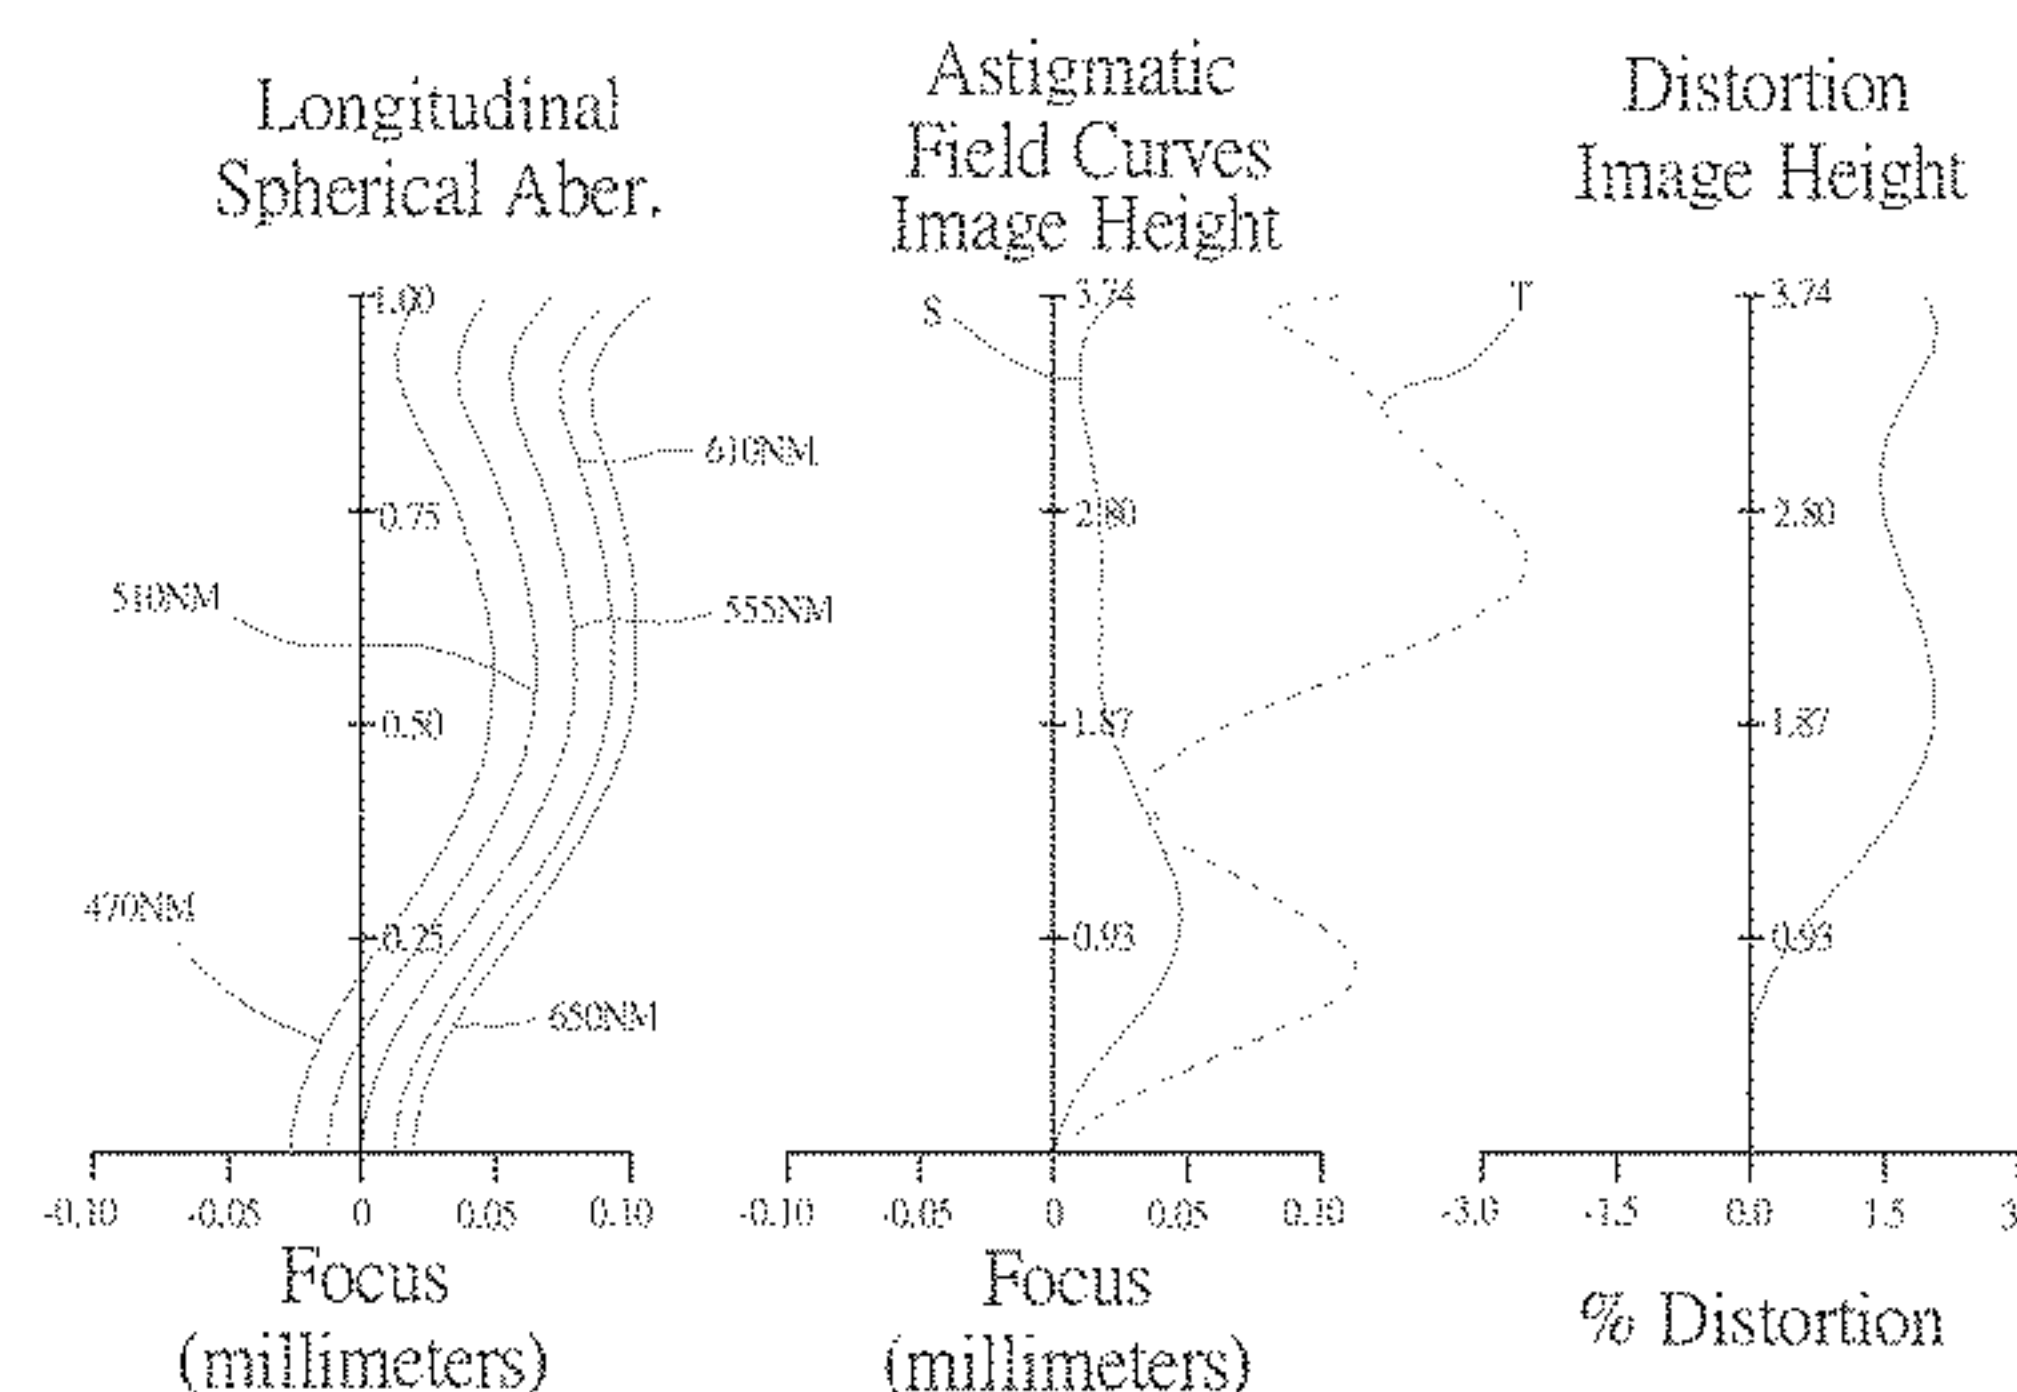 Longitudinal
Spherical Aber.
1.00
0.75
0.50
0.25
510NM
470NM
610NM
555NM
650NM
-0.10 -0.05 0 0.05 0.10
Focus
(millimeters)
Astigmatic
Field Curves
Image Height
S
T
3.74
2.80
1.87
0.93
-0.10 -0.05 0 0.05 0.10
Focus
(millimeters)
Distortion
Image Height
3.74
2.80
1.87
0.93
-3.0 -1.5 0.0 1.5
% Distortion